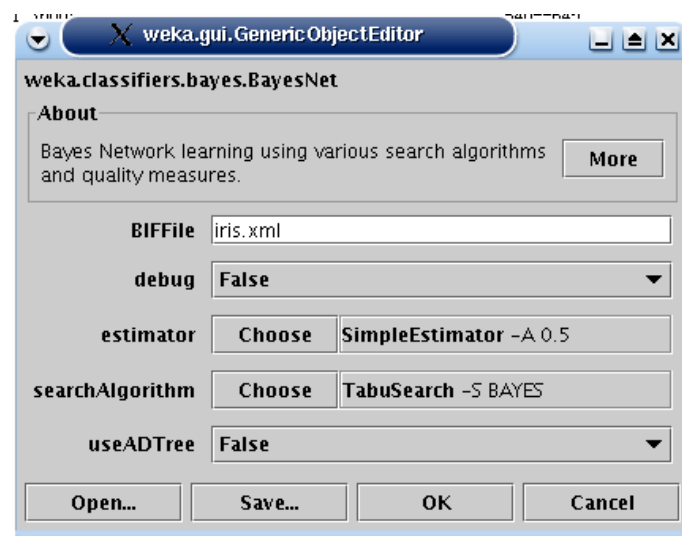 weka.gui.GenericObjectEditor
weka.classifiers.bayes.BayesNet
About
Bayes Network learning using various search algorithms
and quality measures.
More
BIFFile iris.xml
debug False
estimator Choose SimpleEstimator -A 0.5
searchAlgorithm Choose TabuSearch -S BAYES
useADTree False
Open... Save... OK Cancel